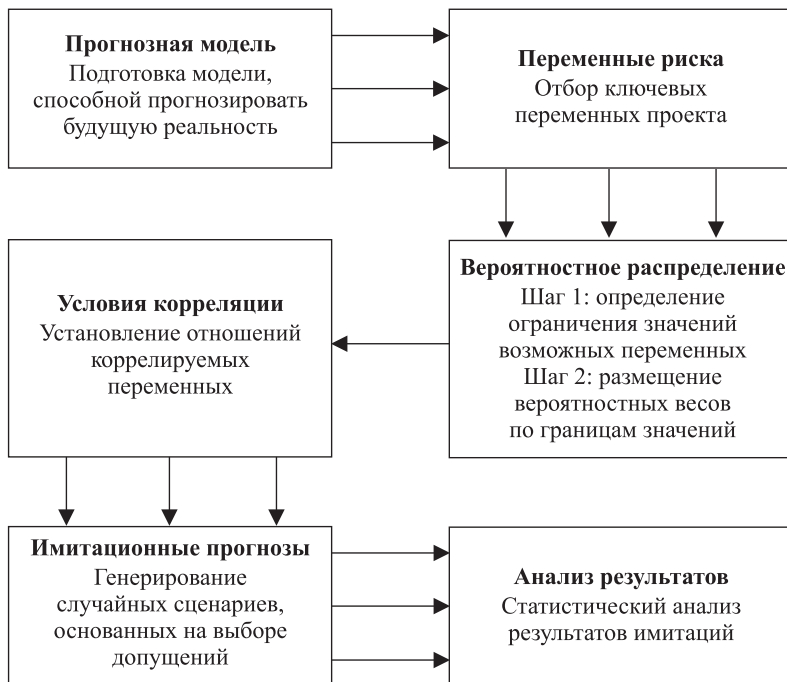 Прогнозная модель
Подготовка модели,
способной прогнозировать
будущую реальность
Переменные риска
Отбор ключевых
переменных проекта
Вероятностное распределение
Шаг 1: определение
ограничения значений
возможных переменных
Шаг 2: размещение
вероятностных весов
по границам значений
Условия корреляции
Установление отношений
коррелируемых
переменных
Имитационные прогнозы
Генерирование
случайных сценариев,
основанных на выборе
допущений
Анализ результатов
Статистический анализ
результатов имитаций